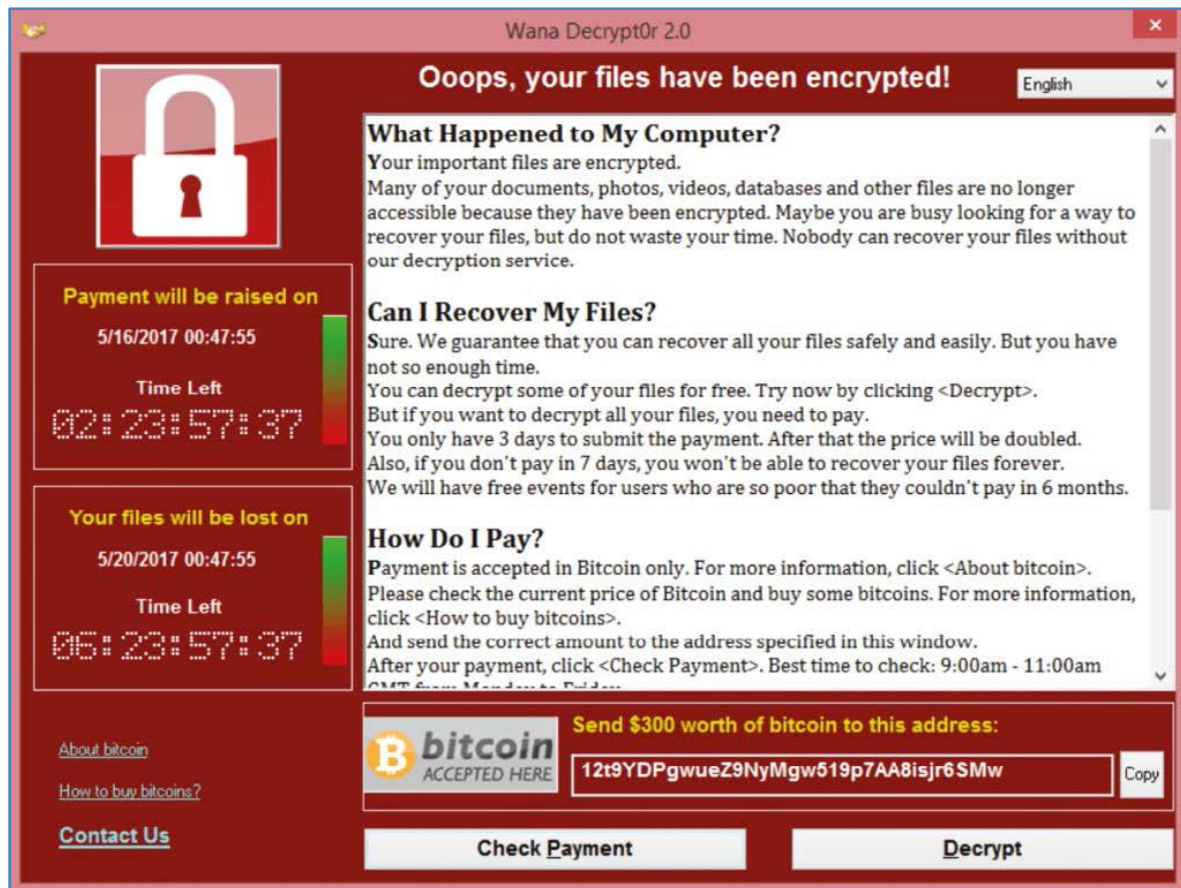 Wana Decrypt0r 2.0
Ooops, your files have been encrypted!
English
Payment will be raised on
5/16/2017 00:47:55
Time Left
02:23:57:37
Your files will be lost on
5/20/2017 00:47:55
Time Left
06:23:57:37
About bitcoin
How to buy bitcoins?
Contact Us
What Happened to My Computer?
Your important files are encrypted.
Many of your documents, photos, videos, databases and other files are no longer
accessible because they have been encrypted. Maybe you are busy looking for a way to
recover your files, but do not waste your time. Nobody can recover your files without
our decryption service.
Can I Recover My Files?
Sure. We guarantee that you can recover all your files safely and easily. But you have
not so enough time.
You can decrypt some of your files for free. Try now by clicking <Decrypt>.
But if you want to decrypt all your files, you need to pay.
You only have 3 days to submit the payment. After that the price will be doubled.
Also, if you don't pay in 7 days, you won't be able to recover your files forever.
We will have free events for users who are so poor that they couldn't pay in 6 months.
How Do I Pay?
Payment is accepted in Bitcoin only. For more information, click <About bitcoin>.
Please check the current price of Bitcoin and buy some bitcoins. For more information,
click <How to buy bitcoins>.
And send the correct amount to the address specified in this window.
After your payment, click <Check Payment>. Best time to check: 9:00am - 11:00am
GMT from Monday to Friday
bitcoin
ACCEPTED HERE
Send $300 worth of bitcoin to this address:
12t9YDPgwueZ9NyMgw519p7AA8isjr6SMw
Copy
Check Payment
Decrypt